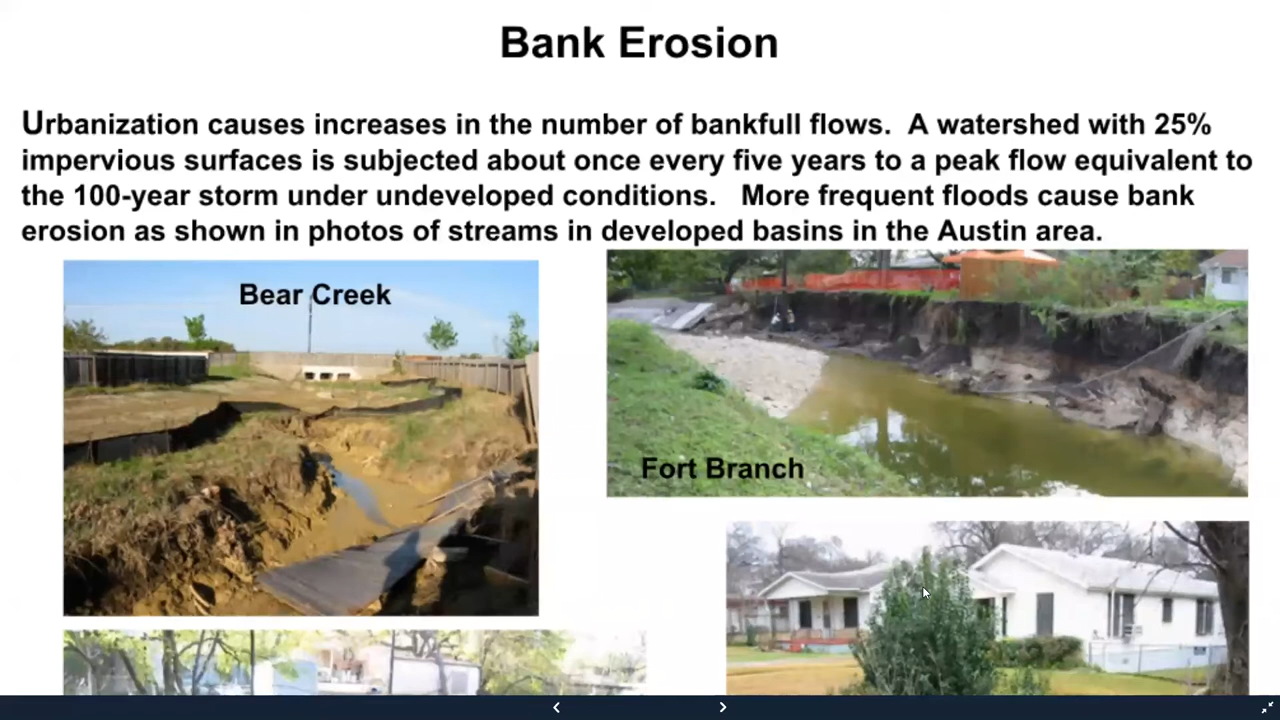 Bank Erosion
Urbanization causes increases in the number of bankfull flows.  A watershed with 25%
impervious surfaces is subjected about once every five years to a peak flow equivalent to
the 100-year storm under undeveloped conditions.   More frequent floods cause bank
erosion as shown in photos of streams in developed basins in the Austin area.
Bear Creek
Fort Branch